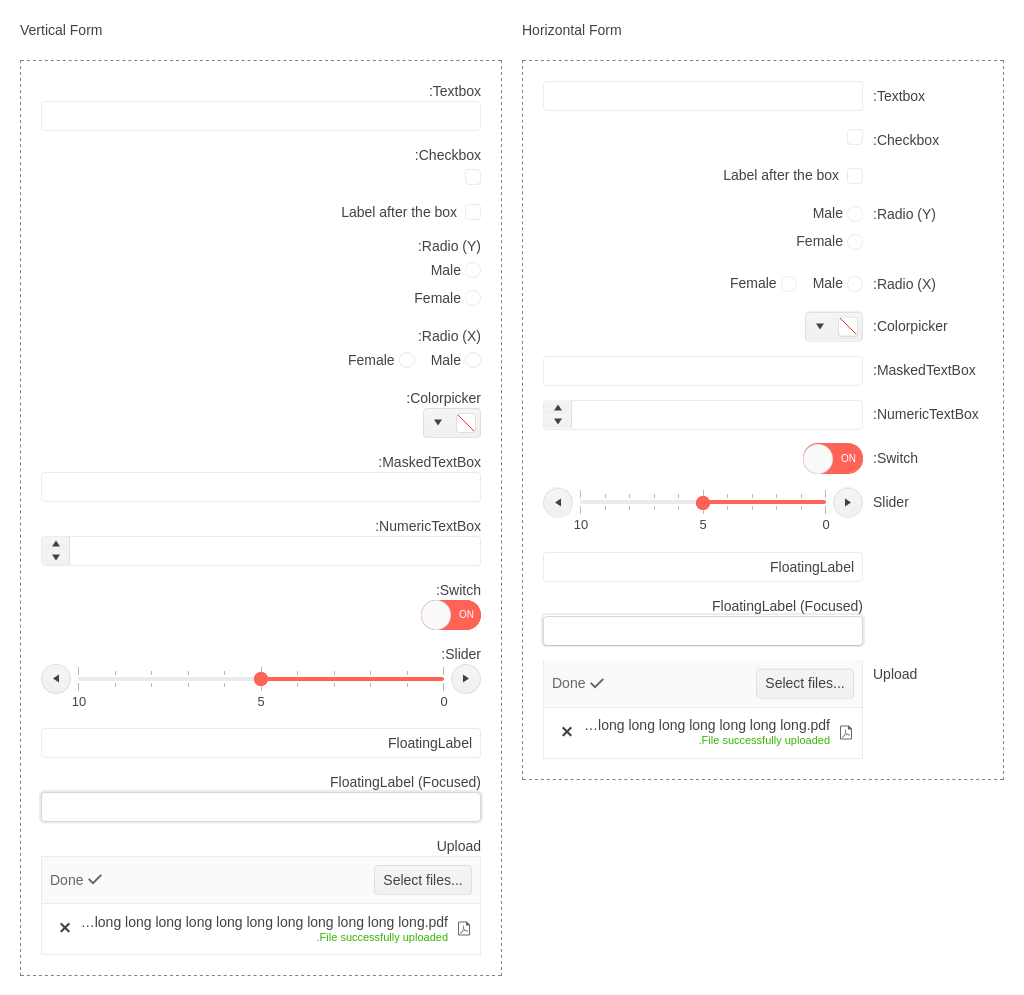 Vertical Form
:Textbox
:Checkbox
Label after the box
:Radio (Y)
Male
Female
:Radio (X)
Female Male
:Colorpicker
:MaskedTextBox
:NumericTextBox
:Switch
ON
:Slider
10 5 0
FloatingLabel
FloatingLabel (Focused)
Upload
Done Select files...
...long long long long long long long long long long long.pdf
.File successfully uploaded
Horizontal Form
:Textbox
:Checkbox
Label after the box
Male :Radio (Y)
Female
Female Male :Radio (X)
:Colorpicker
:MaskedTextBox
:NumericTextBox
ON :Switch
Slider
10 5 0
FloatingLabel
FloatingLabel (Focused)
Upload
Done Select files...
...long long long long long long long long.pdf
.File successfully uploaded